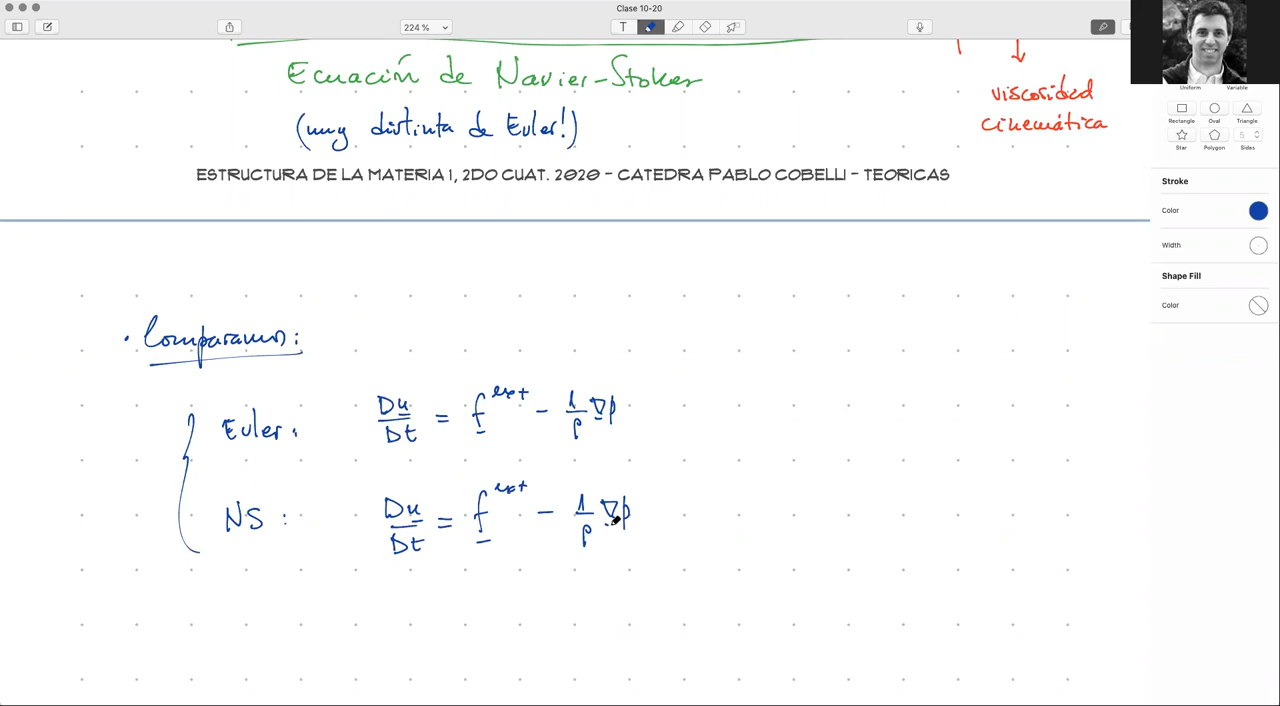 Clase 10-20
224 %
T
Ecuación de Navier-Stokes
(muy distinta de Euler!)
viscosidad
cinemática
ESTRUCTURA DE LA MATERIA 1, 2DO CUAT. 2020 - CATEDRA PABLO COBELLI - TEORICAS
· Comparamos:
Euler: Du/Dt = f^ext - 1/ρ ∇p
NS: Du/Dt = f^ext - 1/ρ ∇p
Uniform Variable
Rectangle Oval Triangle
Star Polygon 5 Sides
Stroke
Color
Width
Shape Fill
Color